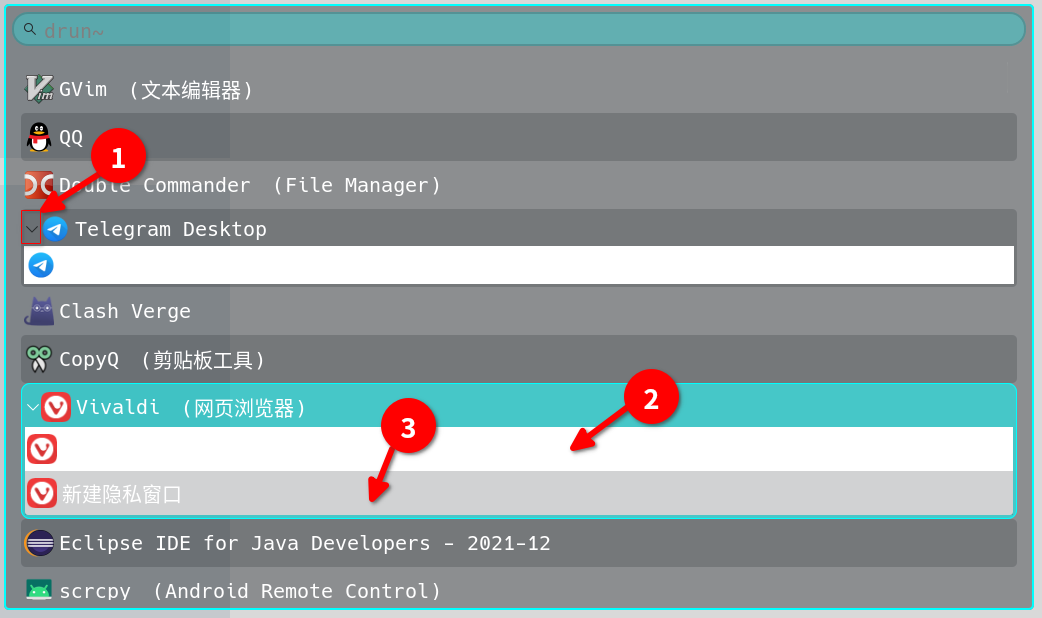 drun~
GVim (文本编辑器)
QQ
1
Double Commander (File Manager)
Telegram Desktop
Clash Verge
CopyQ (剪贴板工具)
2
Vivaldi (网页浏览器)
3
新建隐私窗口
Eclipse IDE for Java Developers - 2021-12
scrcpy (Android Remote Control)